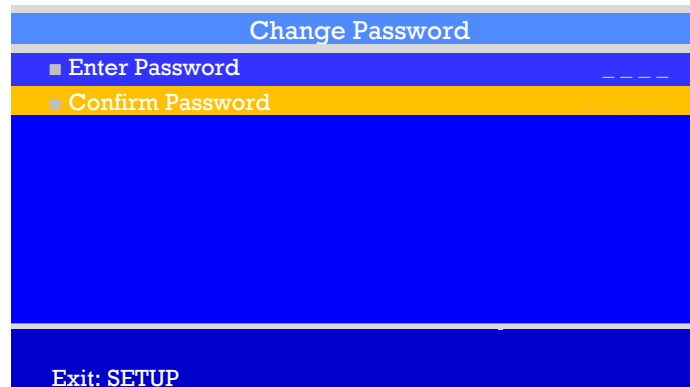 Change Password
■ Enter Password _ _ _ _
■ Confirm Password _ _ _ _ _
Exit: SETUP